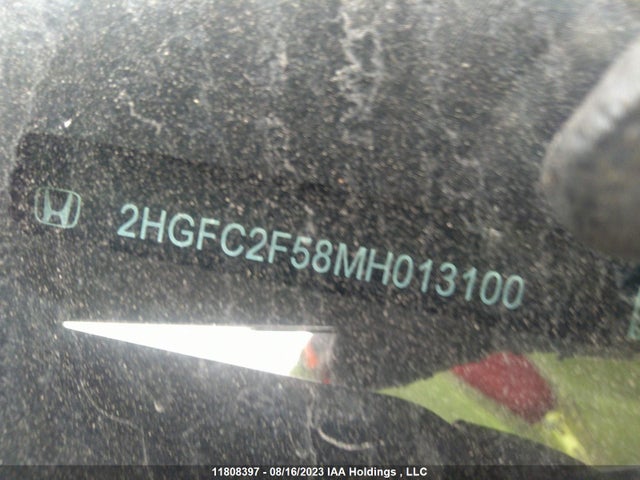 2HGFC2F58MH013100
11808397 - 08/16/2023 IAA Holdings , LLC